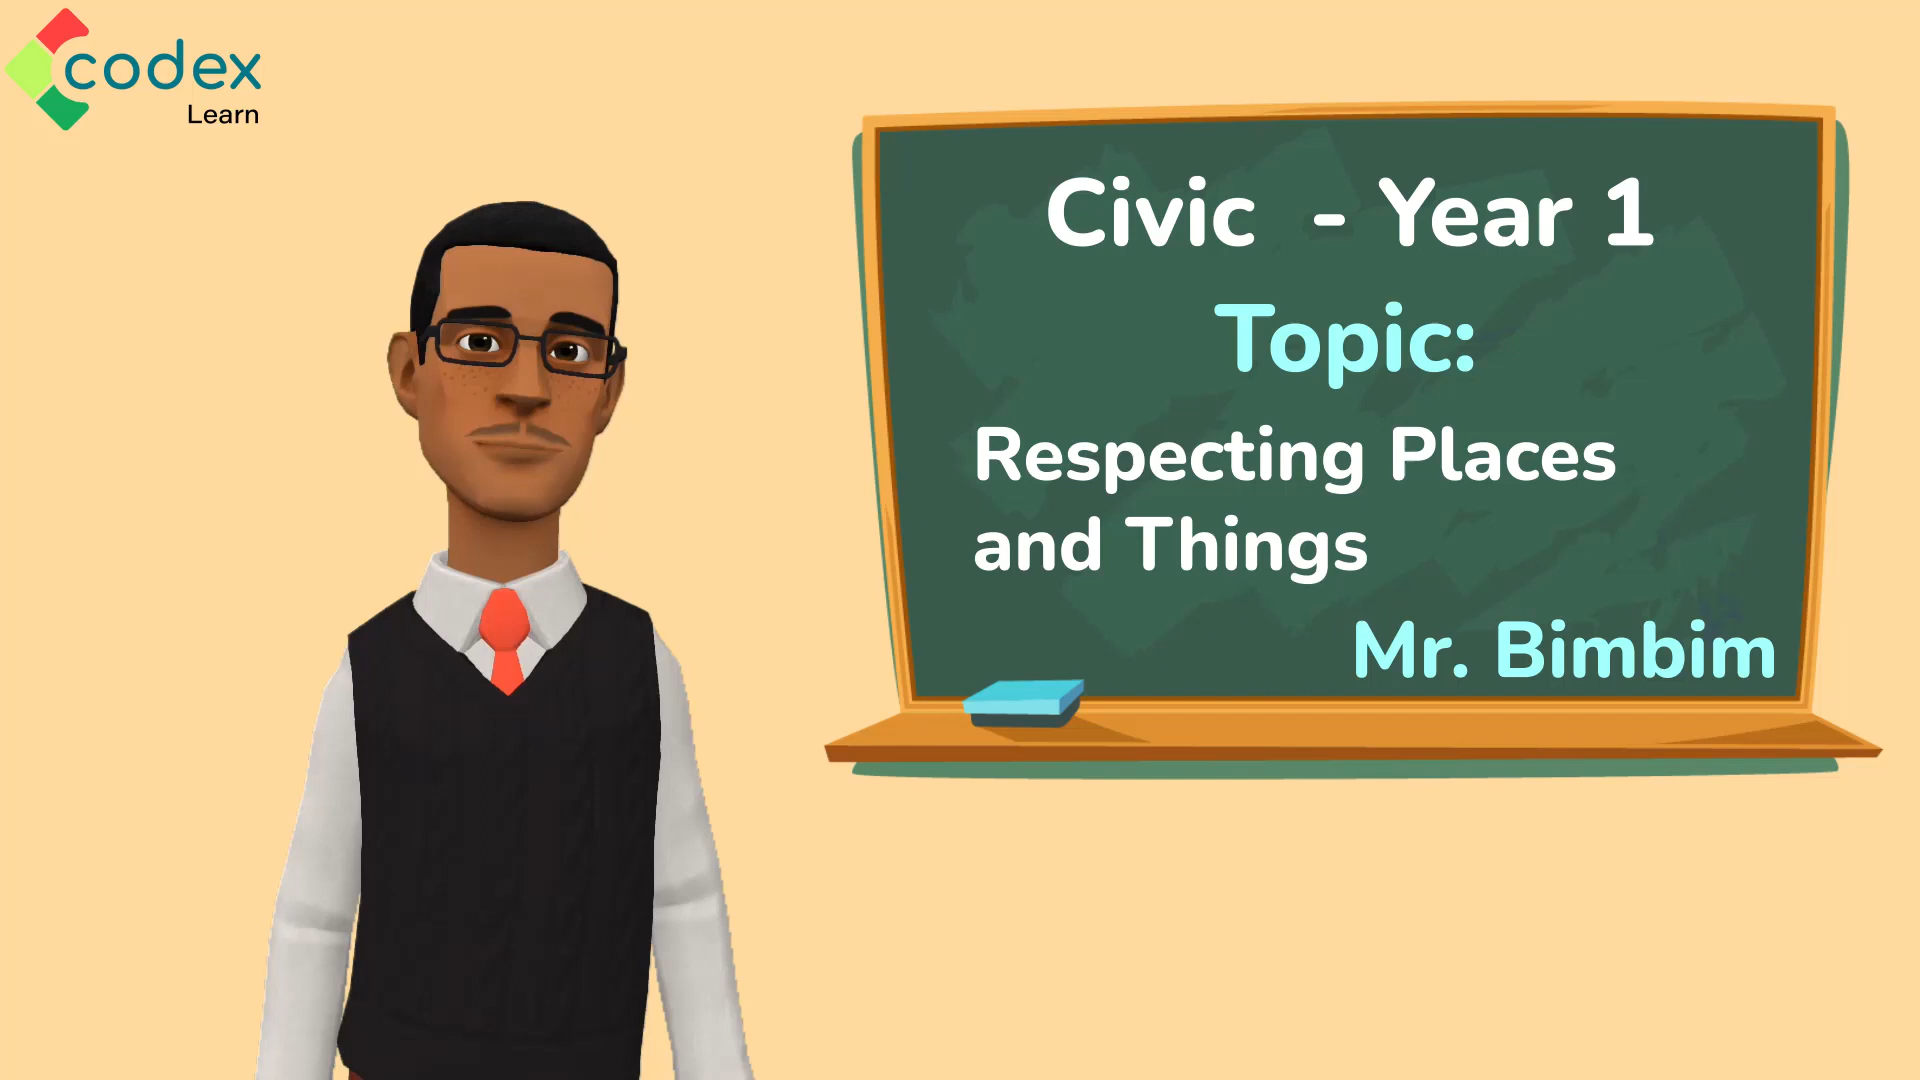 codex
Learn
Civic - Year 1
Topic:
Respecting Places
and Things
Mr. Bimbim